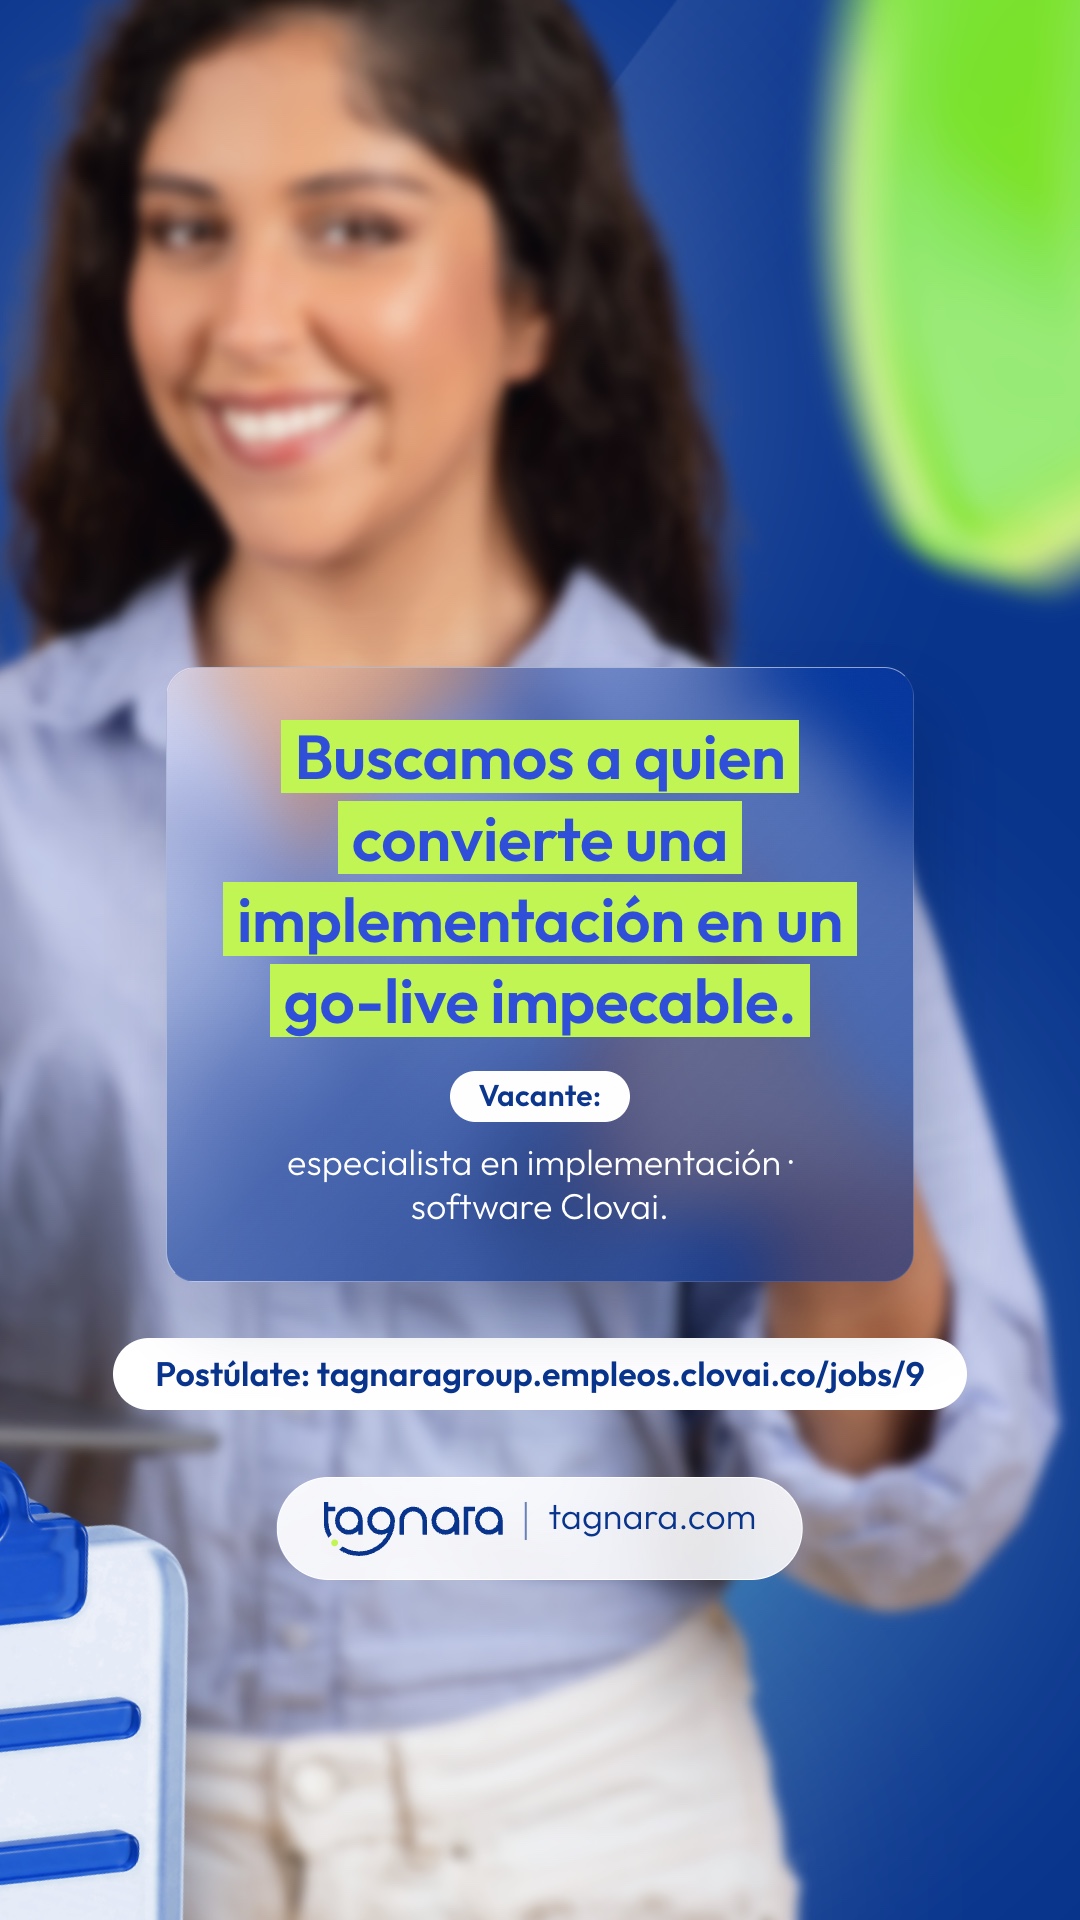 Buscamos a quien
convierte una
implementación en un
go-live impecable.
Vacante:
especialista en implementación ·
software Clovai.
Postúlate: tagnaragroup.empleos.clovai.co/jobs/9
tagnara | tagnara.com